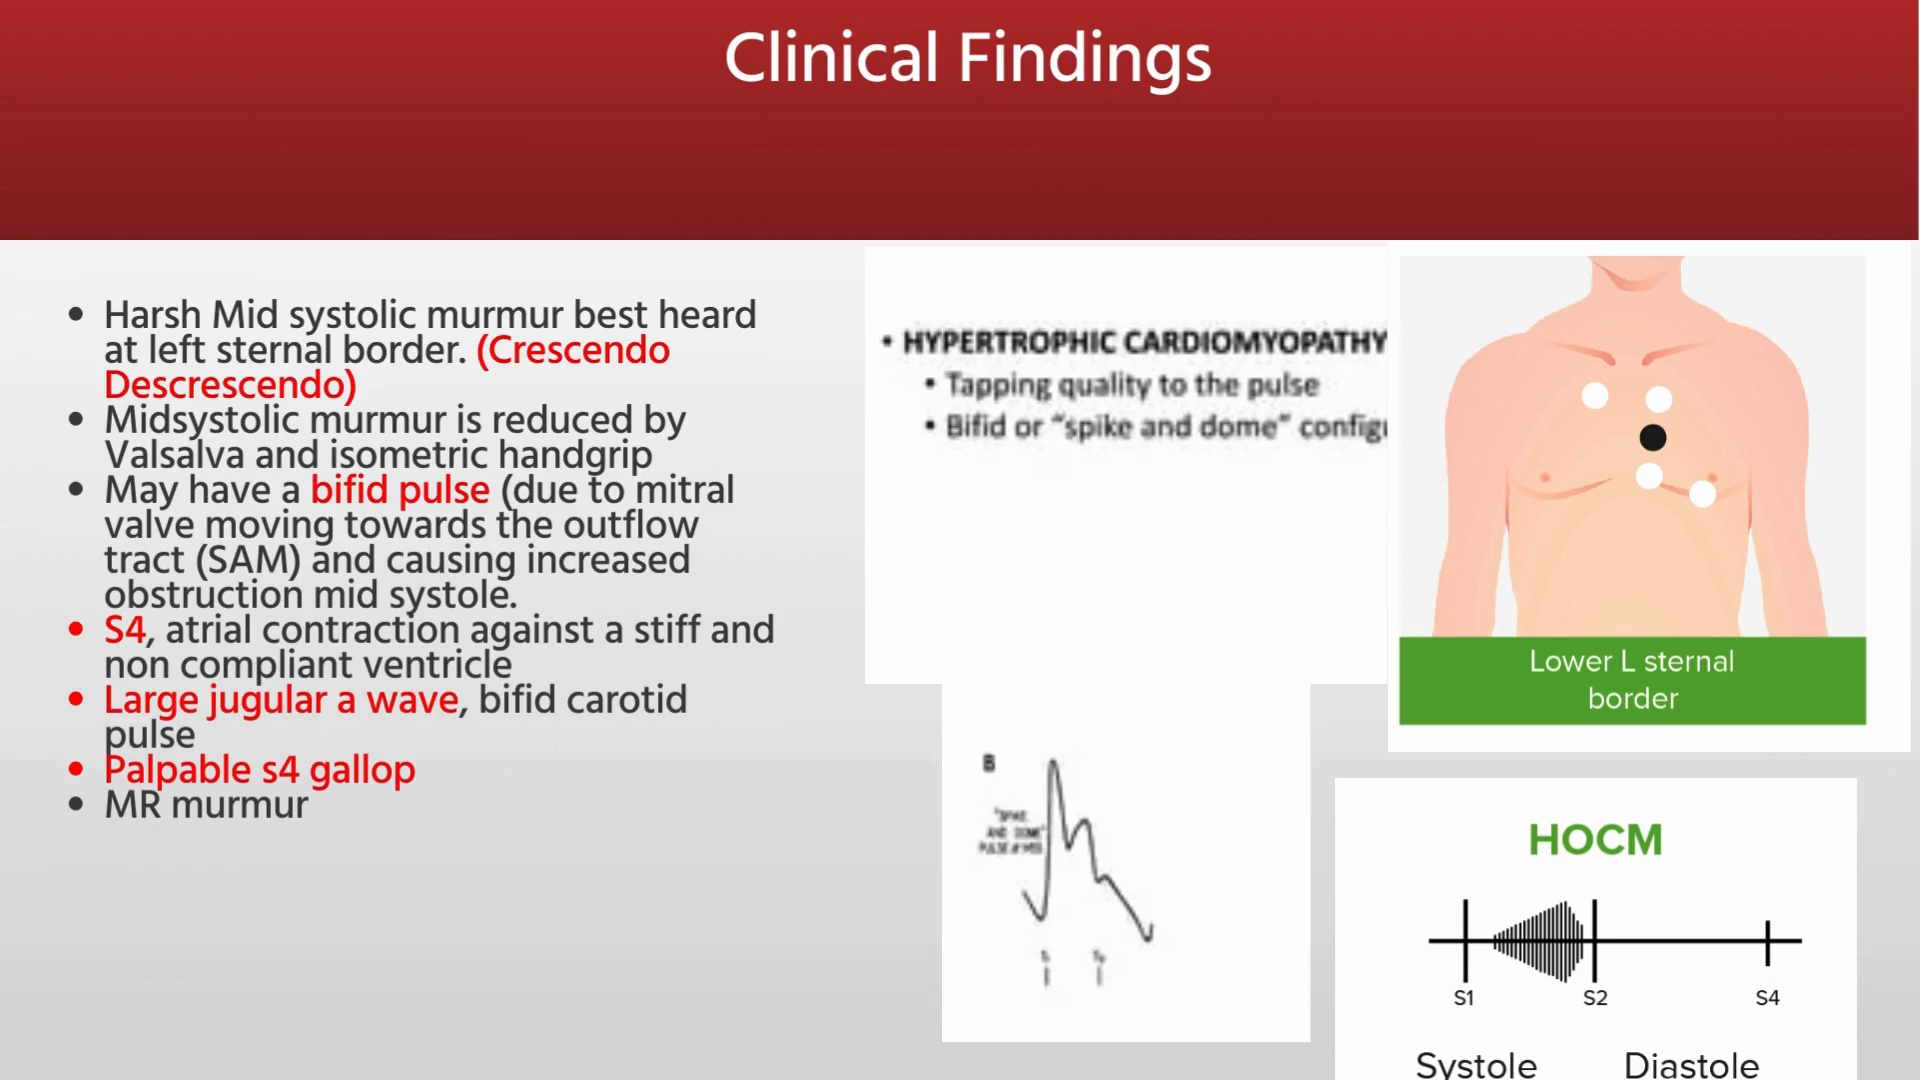 Clinical Findings
• Harsh Mid systolic murmur best heard
at left sternal border. (Crescendo
Descrescendo)
• Midsystolic murmur is reduced by
Valsalva and isometric handgrip
• May have a bifid pulse (due to mitral
valve moving towards the outflow
tract (SAM) and causing increased
obstruction mid systole.
• S4, atrial contraction against a stiff and
non compliant ventricle
• Large jugular a wave, bifid carotid
pulse
• Palpable s4 gallop
• MR murmur
• HYPERTROPHIC CARDIOMYOPATHY
• Tapping quality to the pulse
• Bifid or “spike and dome” config
B
"SPIKE
AND DOME"
Lower L sternal
border
HOCM
S1
S2
S4
Systole
Diastole